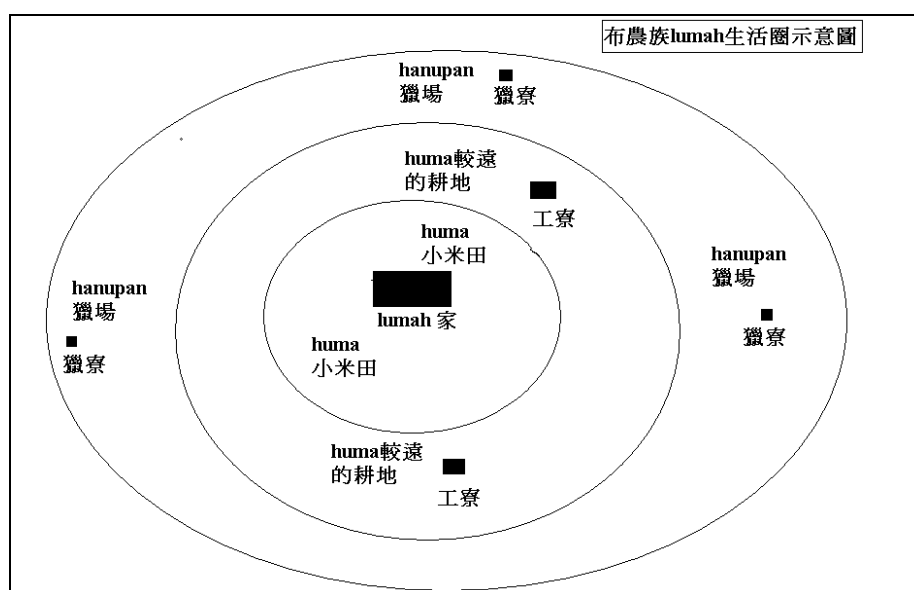 布農族lumah生活圈示意圖
hanupan
獵場
獵寮
huma較遠
的耕地
工寮
huma
小米田
lumah 家
huma
小米田
hanupan
獵場
獵寮
hanupan
獵場
獵寮
huma較遠
的耕地
工寮